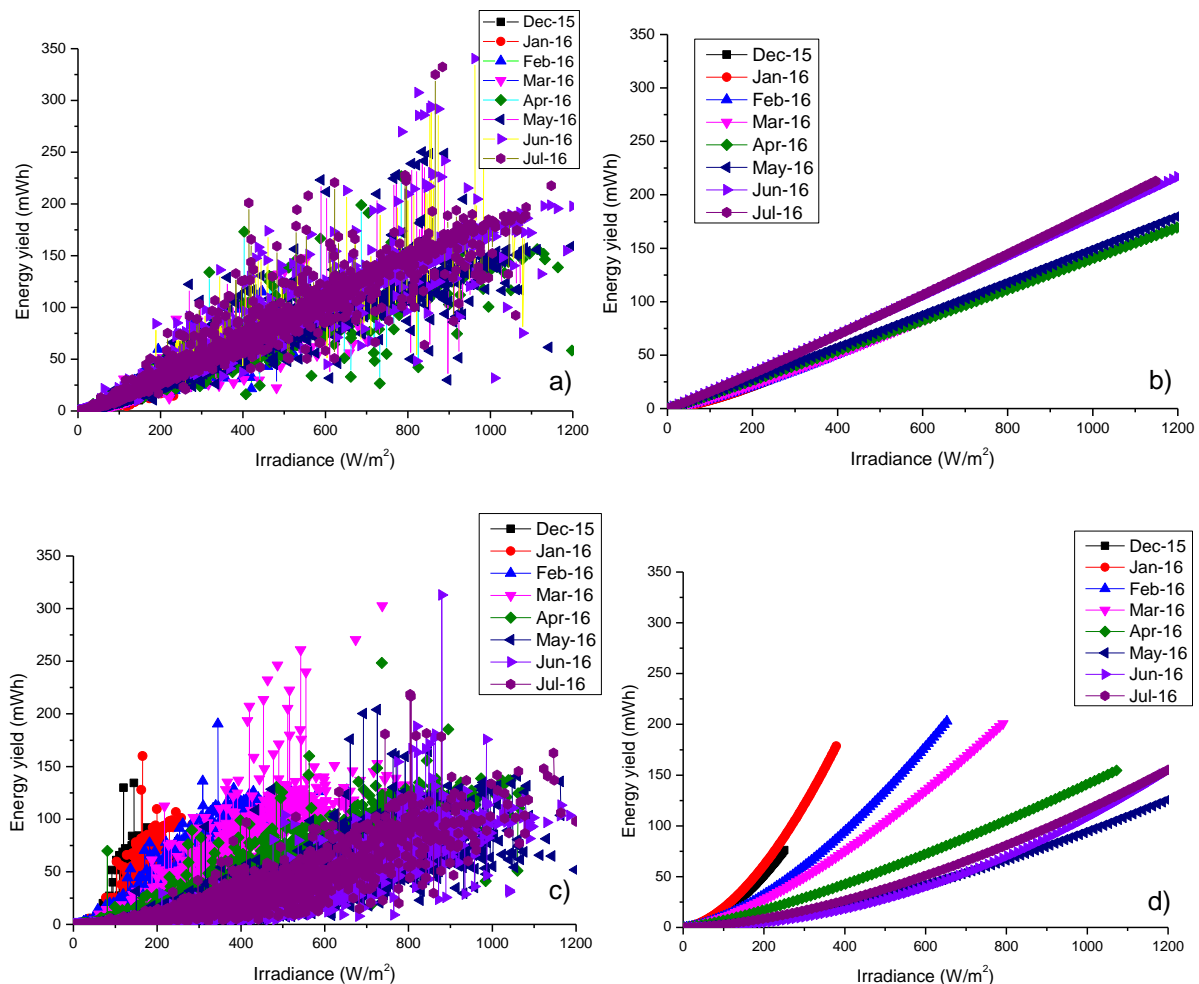 Dec-15
Jan-16
Feb-16
Mar-16
Apr-16
May-16
Jun-16
Jul-16
350
300
250
200
150
100
50
0
Energy yield (mWh)
0 200 400 600 800 1000 1200
Irradiance (W/m²)
a)
Dec-15
Jan-16
Feb-16
Mar-16
Apr-16
May-16
Jun-16
Jul-16
350
300
250
200
150
100
50
0
Energy yield (mWh)
0 200 400 600 800 1000 1200
Irradiance (W/m²)
b)
Dec-15
Jan-16
Feb-16
Mar-16
Apr-16
May-16
Jun-16
Jul-16
350
300
250
200
150
100
50
0
Energy yield (mWh)
0 200 400 600 800 1000 1200
Irradiance (W/m²)
c)
Dec-15
Jan-16
Feb-16
Mar-16
Apr-16
May-16
Jun-16
Jul-16
350
300
250
200
150
100
50
0
Energy yield (mWh)
0 200 400 600 800 1000 1200
Irradiance (W/m²)
d)